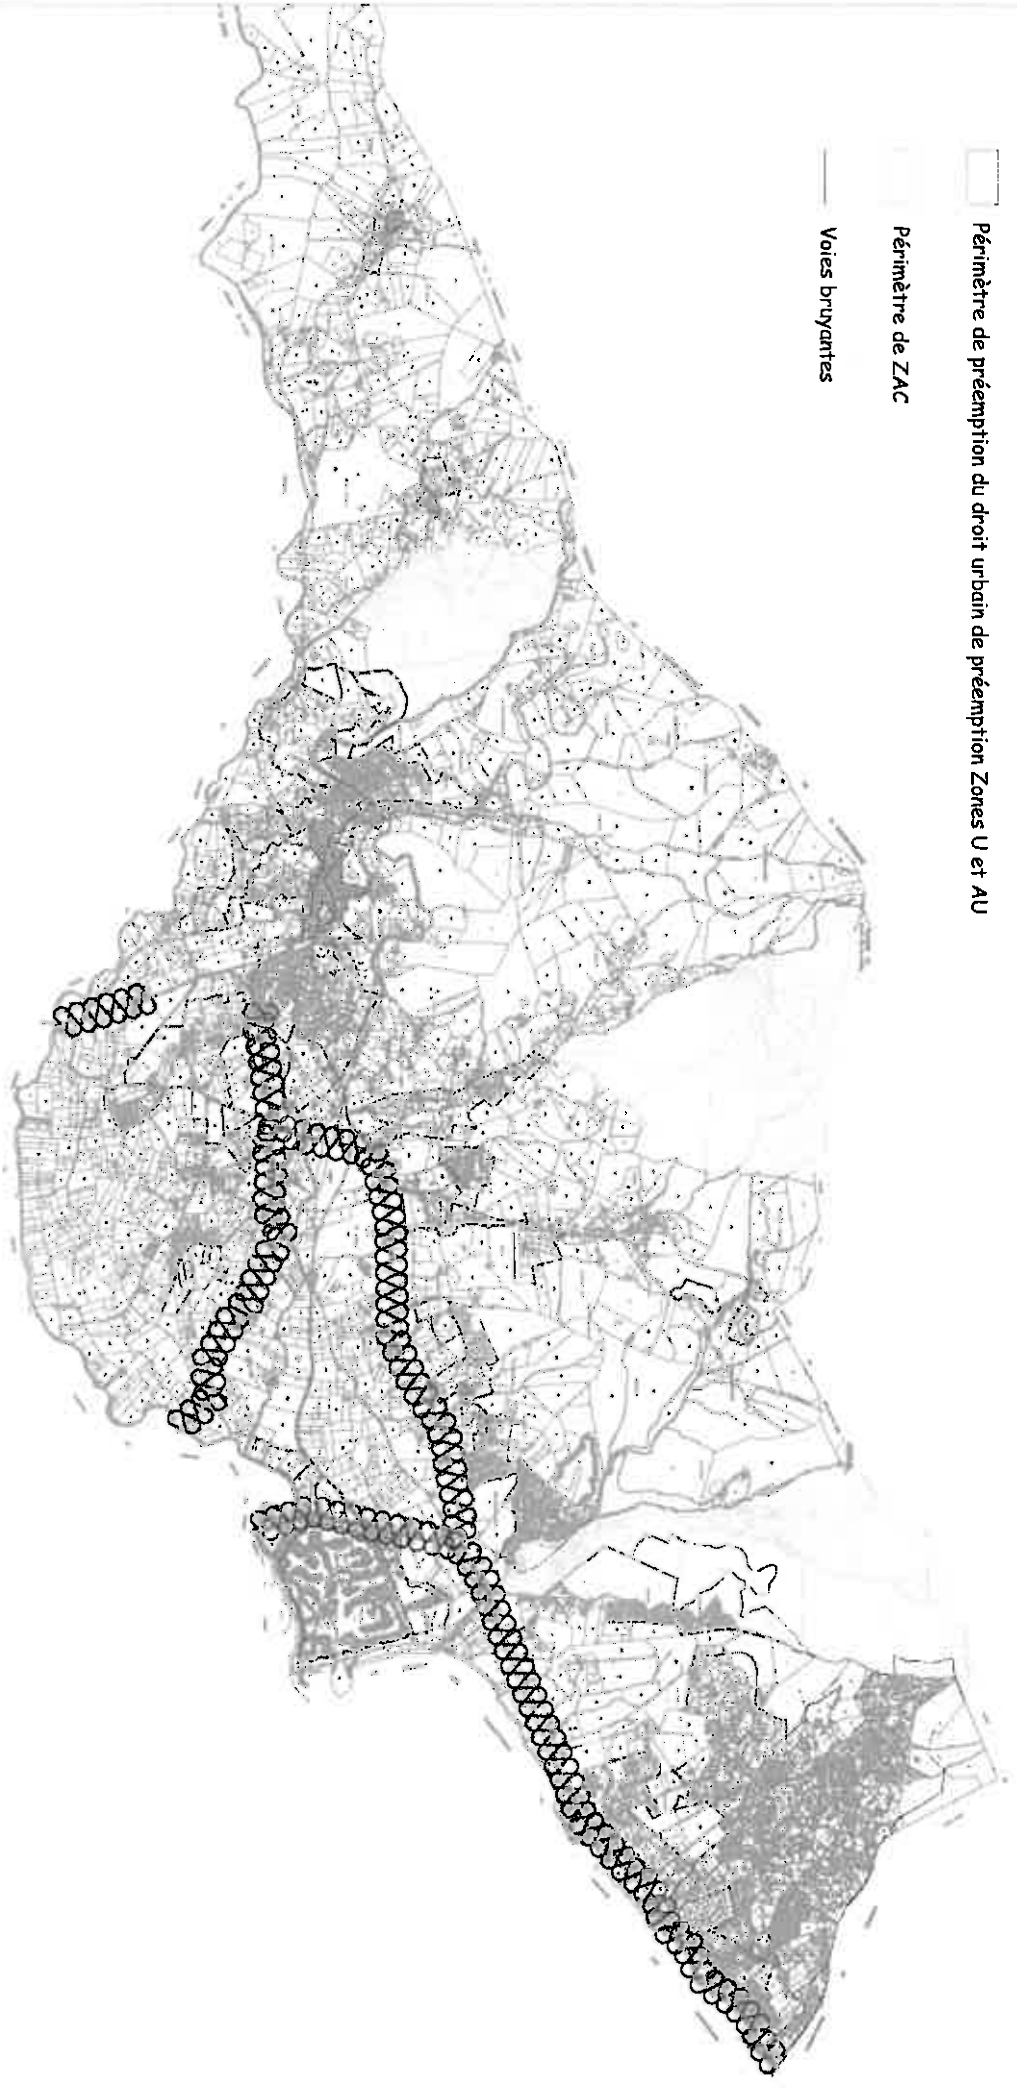 Périmètre de préemption du droit urbain de préemption Zones U et AU
Périmètre de ZAC
Voies bruyantes